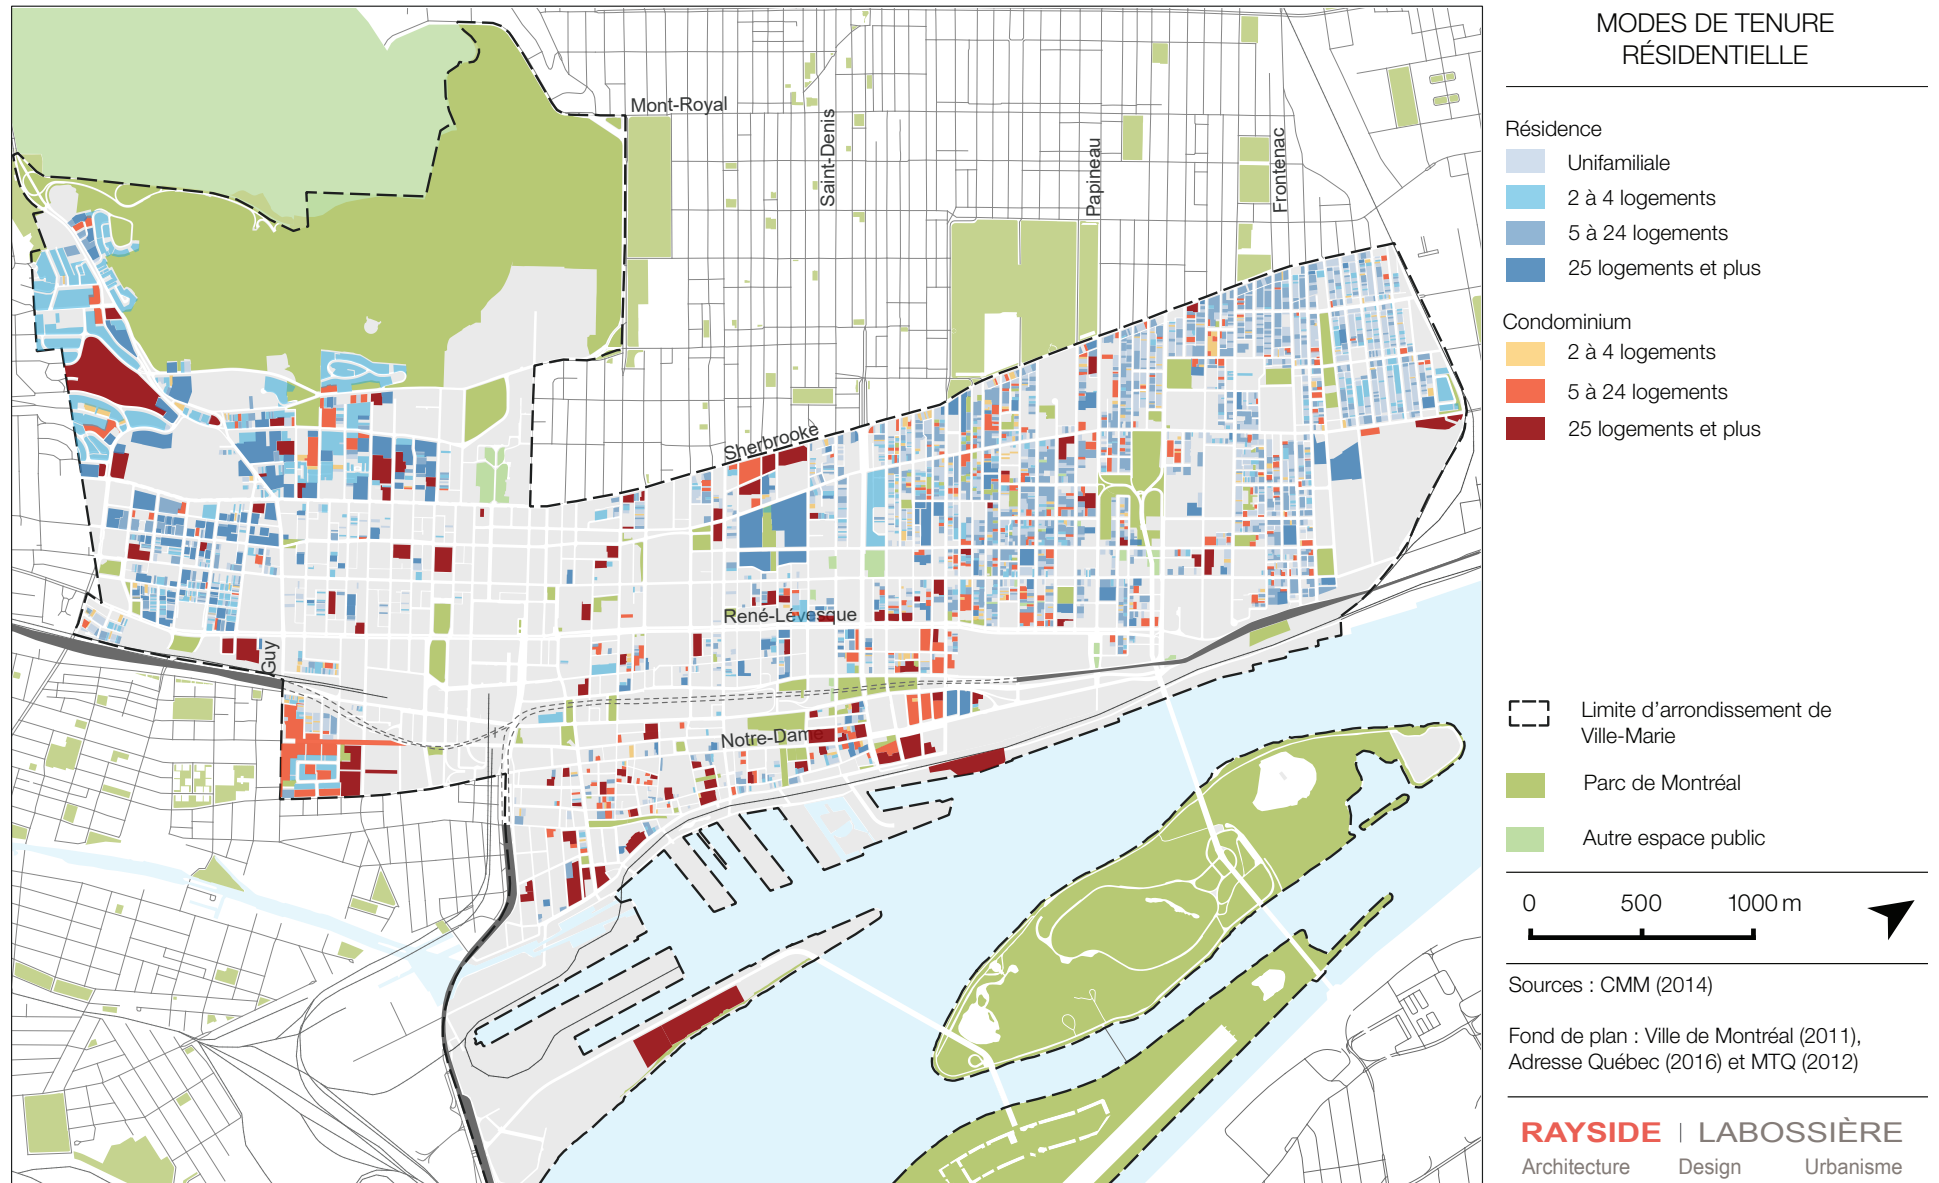 MODES DE TENURE
RÉSIDENTIELLE
Résidence
Unifamiliale
2 à 4 logements
5 à 24 logements
25 logements et plus
Condominium
2 à 4 logements
5 à 24 logements
25 logements et plus
Limite d'arrondissement de
Ville-Marie
Parc de Montréal
Autre espace public
0 500 1000 m
Sources : CMM (2014)
Fond de plan : Ville de Montréal (2011),
Adresse Québec (2016) et MTQ (2012)
RAYSIDE | LABOSSIÈRE
Architecture Design Urbanisme
Mont-Royal
Saint-Denis
Papineau
Frontenac
Sherbrooke
René-Lévesque
Guy
Notre-Dame